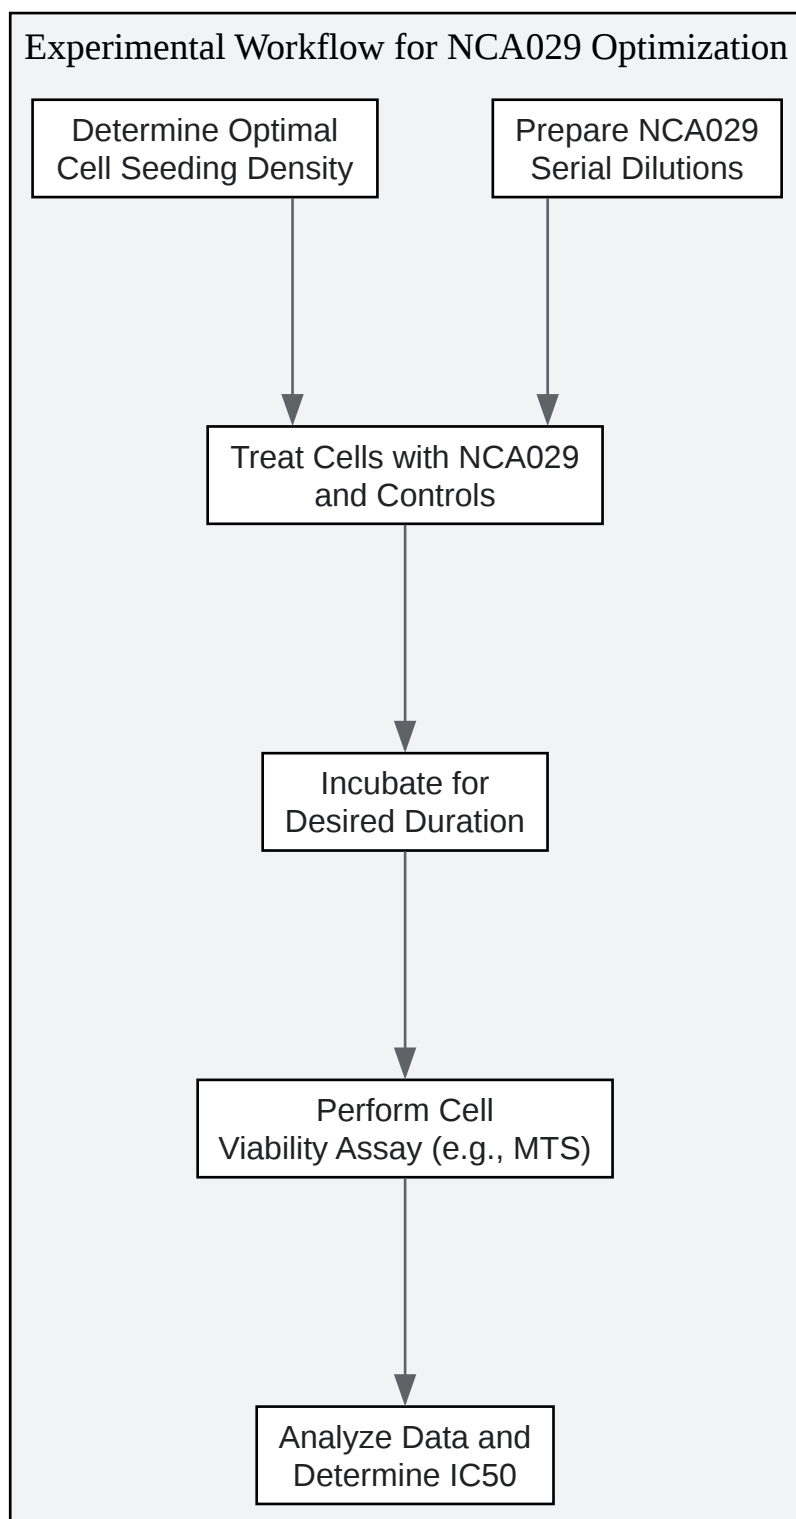 Experimental Workflow for NCA029 Optimization
Determine Optimal
Cell Seeding Density
Prepare NCA029
Serial Dilutions
Treat Cells with NCA029
and Controls
Incubate for
Desired Duration
Perform Cell
Viability Assay (e.g., MTS)
Analyze Data and
Determine IC50